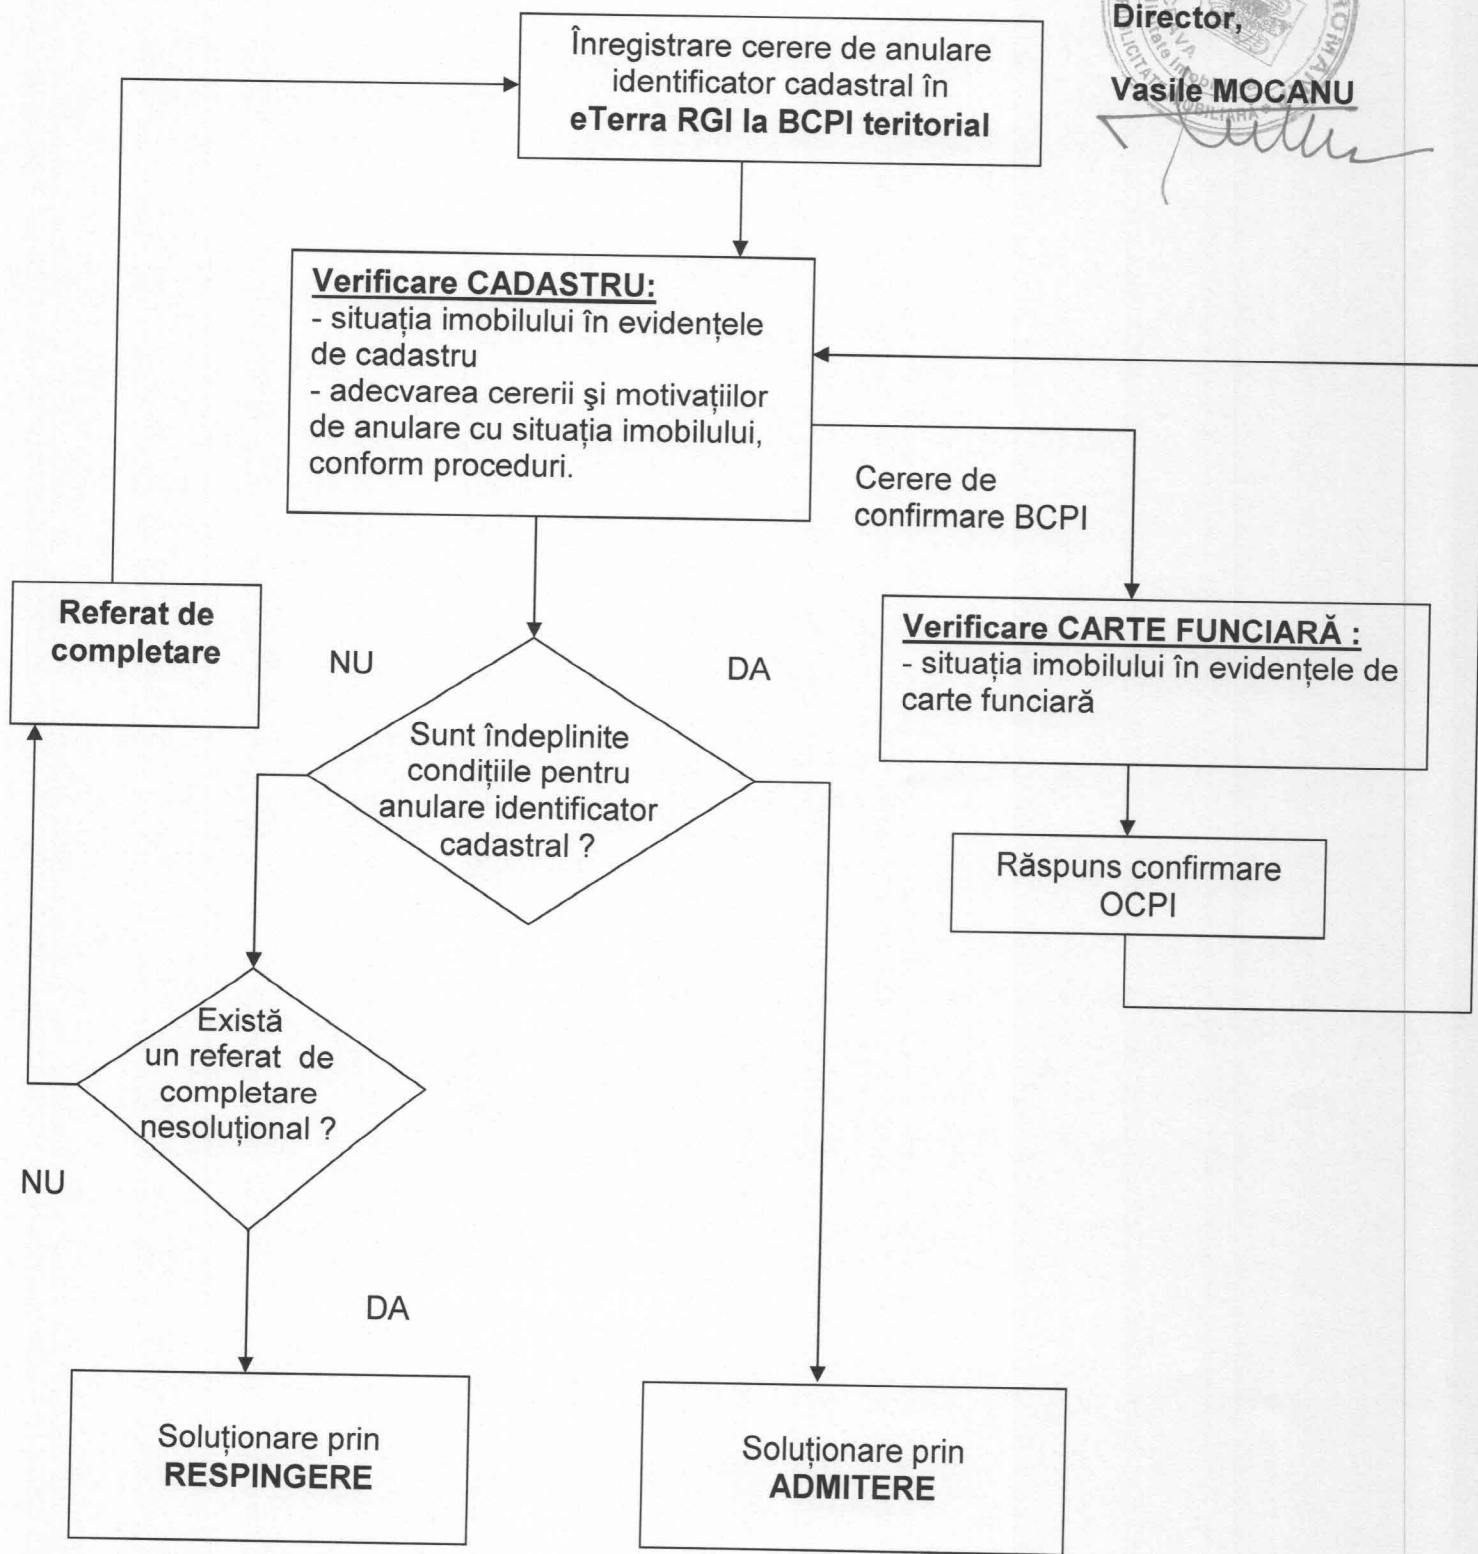 Director,
Vasile MOCANU
Înregistrare cerere de anulare
identificator cadastral în
eTerra RGI la BCPI teritorial
Verificare CADASTRU:
- situația imobilului în evidențele
de cadastru
- adecvarea cererii şi motivațiilor
de anulare cu situația imobilului,
conform proceduri.
Cerere de
confirmare BCPI
Referat de
completare
Verificare CARTE FUNCIARĂ :
- situația imobilului în evidențele de
carte funciară
NU
DA
Sunt îndeplinite
condițiile pentru
anulare identificator
cadastral ?
Răspuns confirmare
OCPI
Există
un referat de
completare
nesoluțional ?
NU
DA
Soluționare prin
RESPINGERE
Soluționare prin
ADMITERE